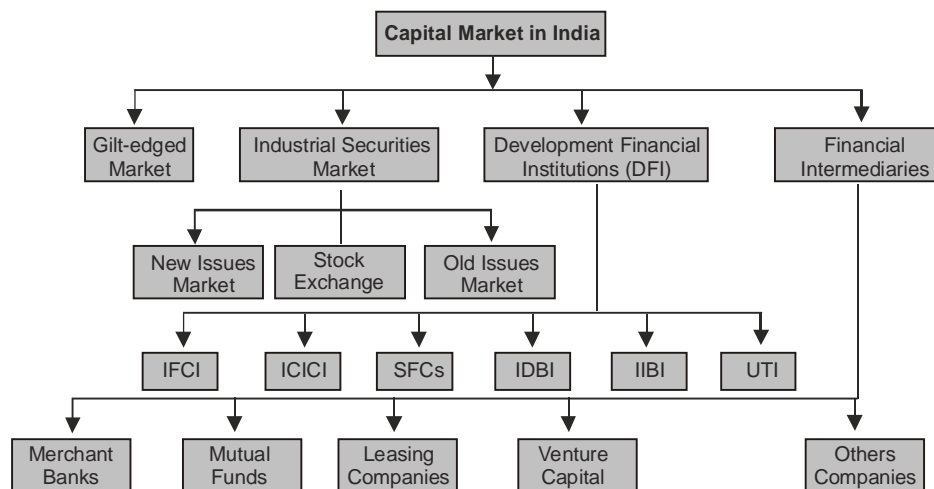 Capital Market in India
Gilt-edged
Market
Industrial Securities
Market
Development Financial
Institutions (DFI)
Financial
Intermediaries
New Issues
Market
Stock
Exchange
Old Issues
Market
IFCI
ICICI
SFCs
IDBI
IIBI
UTI
Merchant
Banks
Mutual
Funds
Leasing
Companies
Venture
Capital
Others
Companies